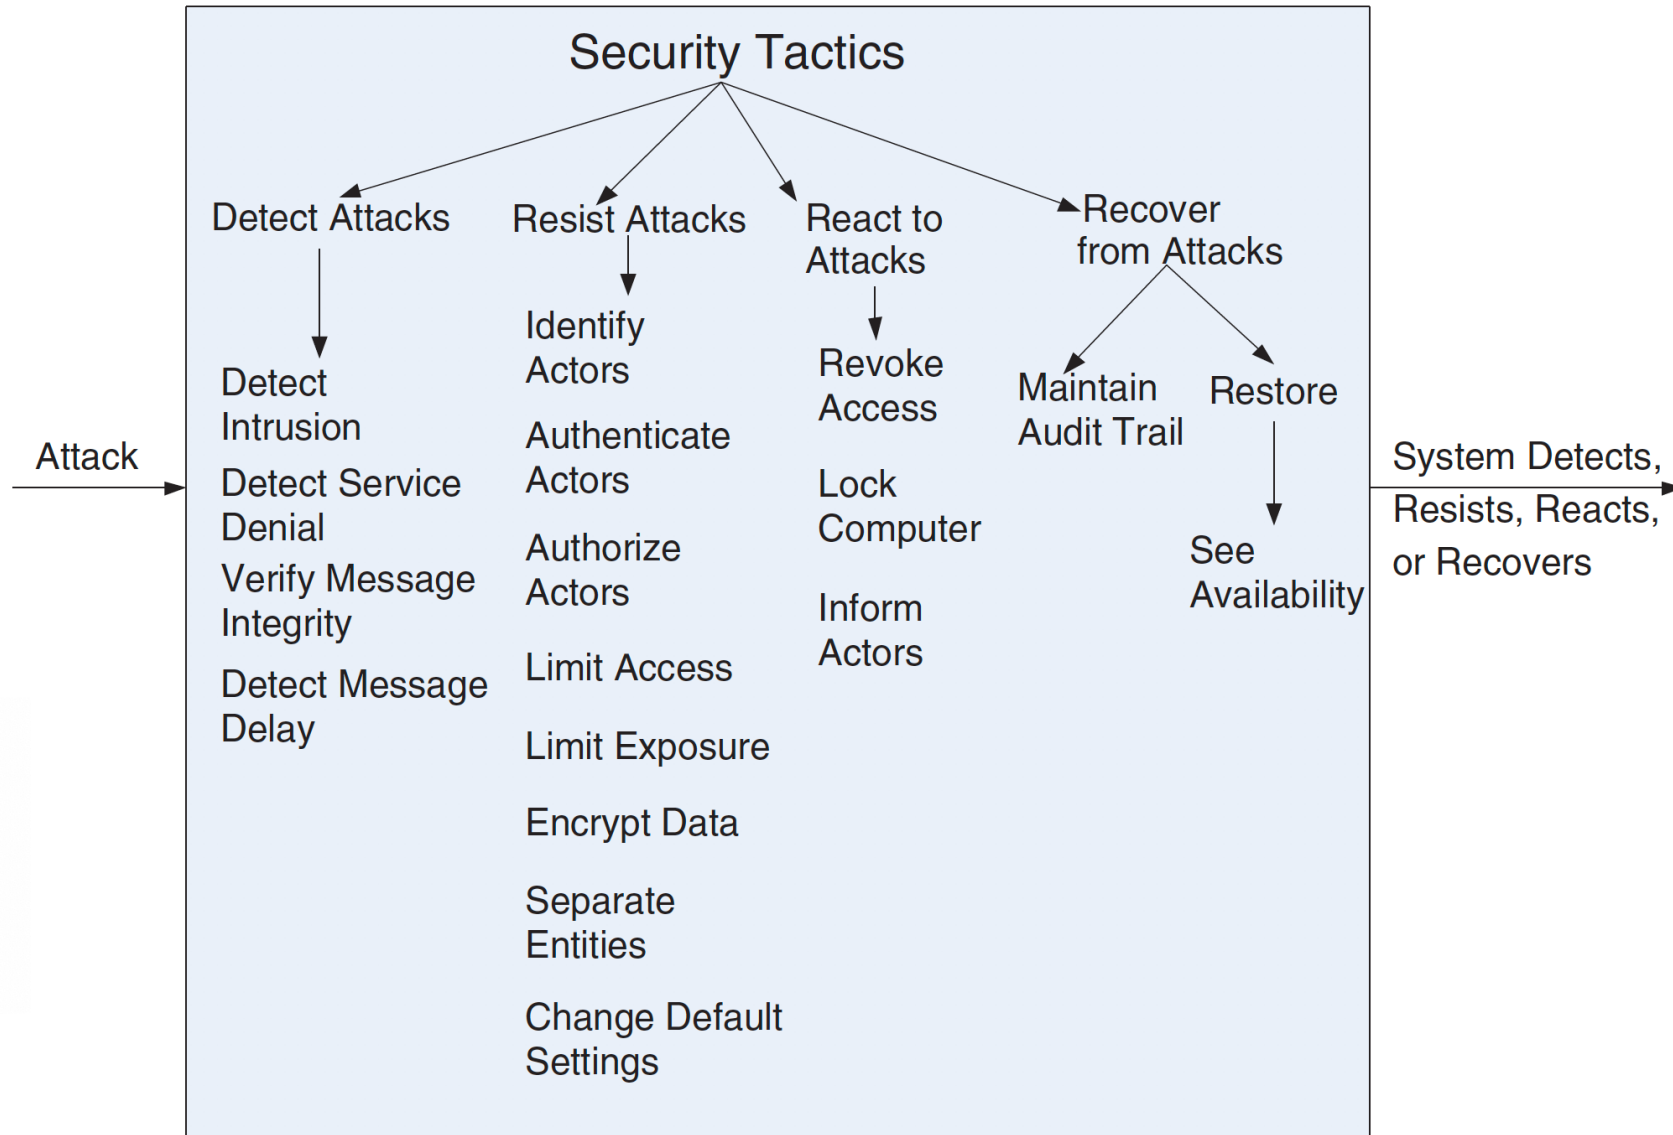 Security Tactics
Attack
Detect Attacks
Detect
Intrusion
Detect Service
Denial
Verify Message
Integrity
Detect Message
Delay
Resist Attacks
Identify
Actors
Authenticate
Actors
Authorize
Actors
Limit Access
Limit Exposure
Encrypt Data
Separate
Entities
Change Default
Settings
React to
Attacks
Revoke
Access
Lock
Computer
Inform
Actors
Recover
from Attacks
Maintain
Audit Trail
Restore
See
Availability
System Detects,
Resists, Reacts,
or Recovers